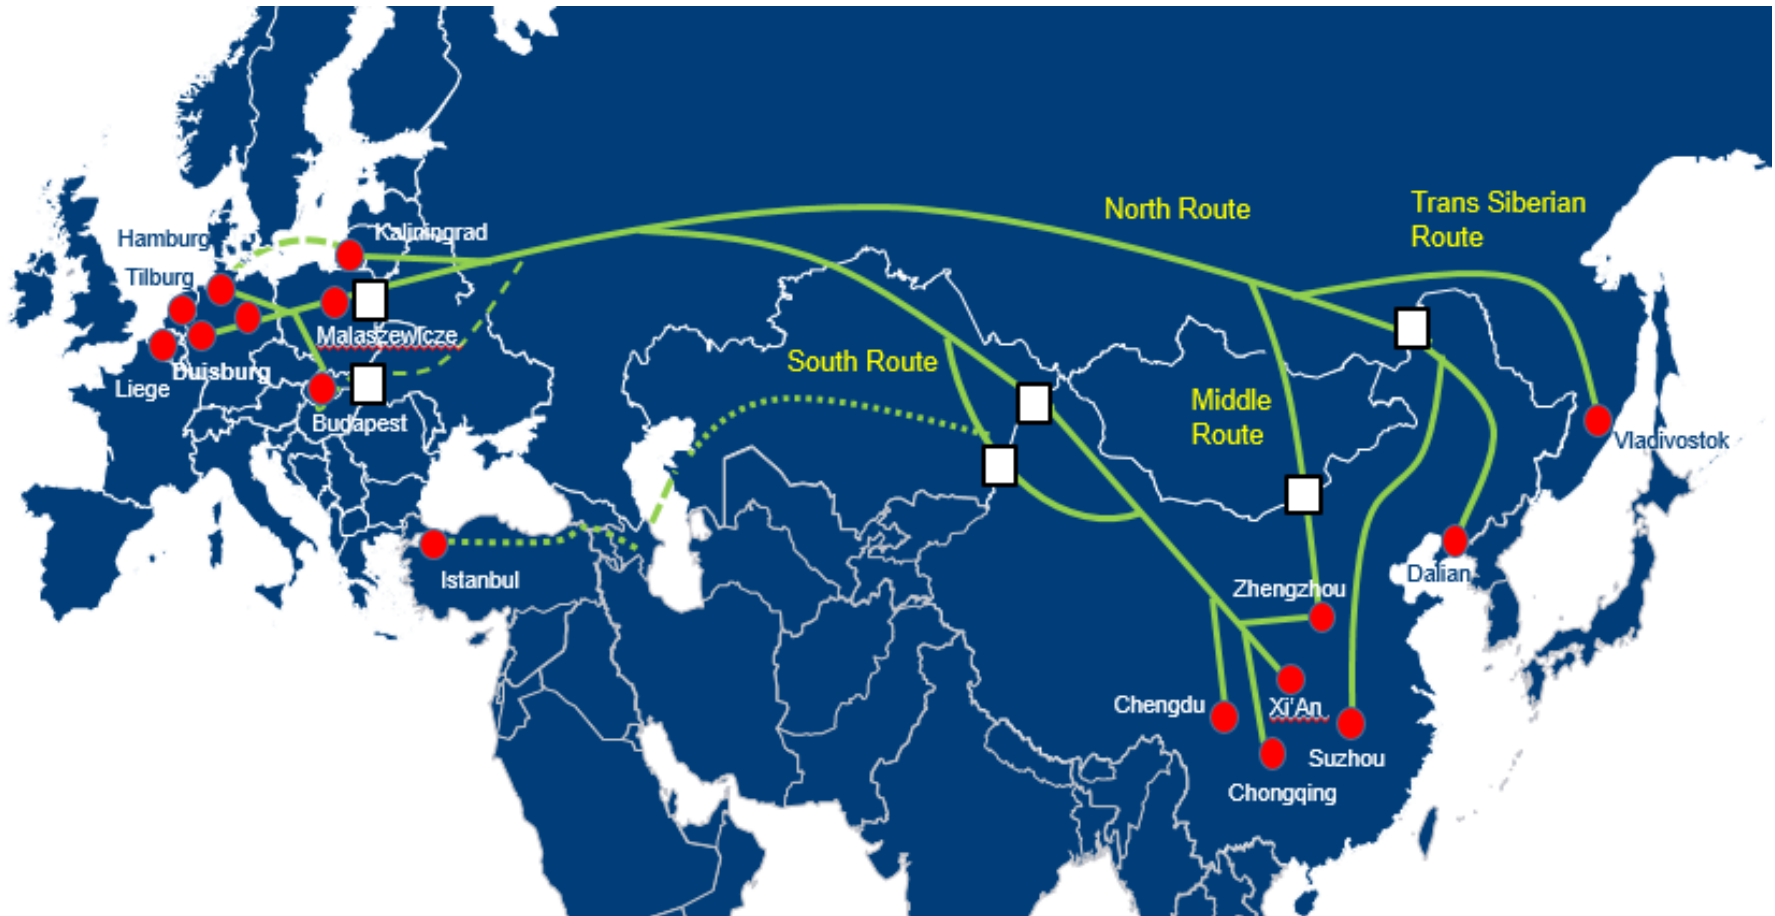 North Route
Trans Siberian
Route
Hamburg
Kaliningrad
Tilburg
Malaszewicze
South Route
Duisburg
Liege
Middle
Route
Budapest
Vladivostok
Istanbul
Dalian
Zhengzhou
Chengdu
Xi'An
Suzhou
Chongqing